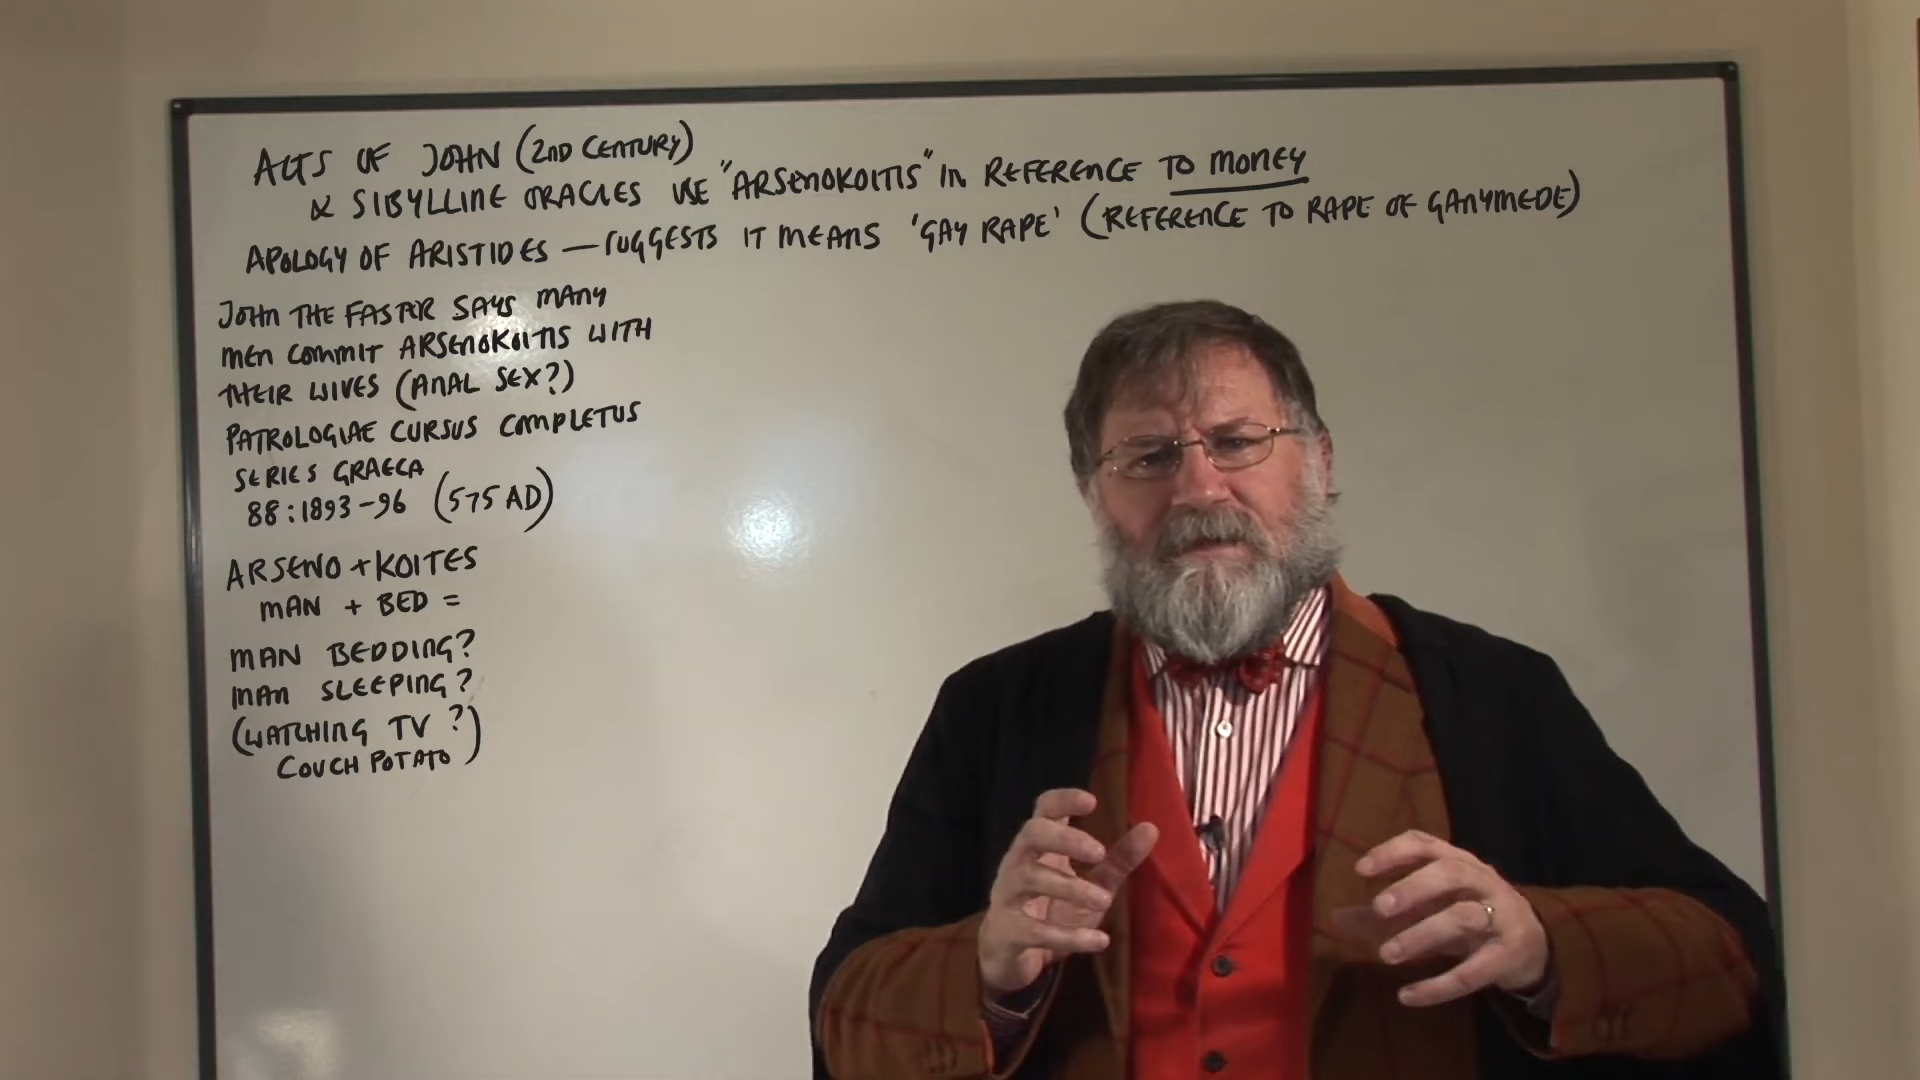 ACTS OF JOHN (2ND CENTURY)
& SIBYLLINE ORACLES USE "ARSENOKOITIS" IN REFERENCE TO MONEY
APOLOGY OF ARISTIDES — SUGGESTS IT MEANS 'GAY RAPE' (REFERENCE TO RAPE OF GANYMEDE)
JOHN THE FASTER SAYS MANY
MEN COMMIT ARSENOKOITIS WITH
THEIR WIVES (ANAL SEX?)
PATROLOGIAE CURSUS COMPLETUS
SERIES GRAECA
88:1893-96 (575 AD)
ARSENO + KOITES
MAN + BED =
MAN BEDDING?
MAN SLEEPING?
(WATCHING TV?
COUCH POTATO)